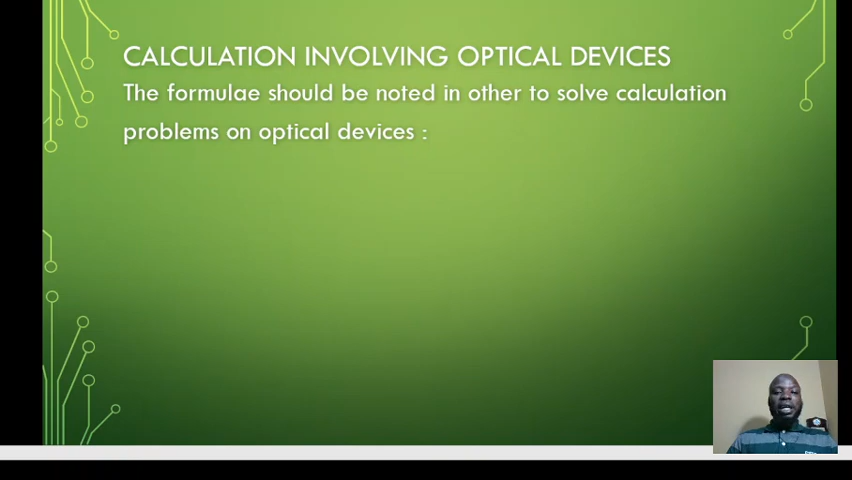 CALCULATION INVOLVING OPTICAL DEVICES
The formulae should be noted in other to solve calculation
problems on optical devices :